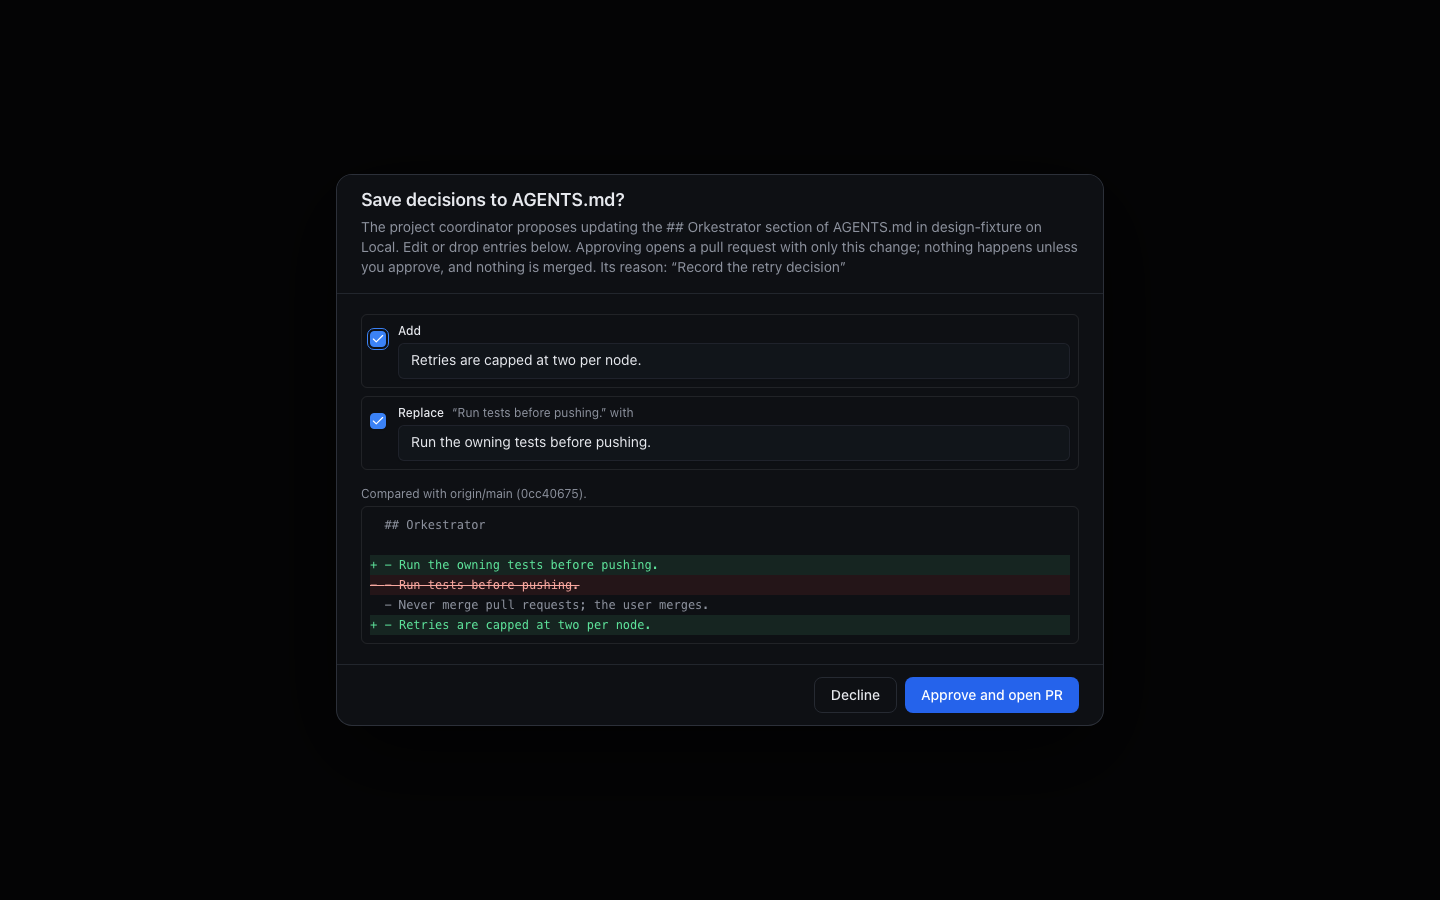 Save decisions to AGENTS.md?
The project coordinator proposes updating the ## Orkestrator section of AGENTS.md in design-fixture on
Local. Edit or drop entries below. Approving opens a pull request with only this change; nothing happens unless
you approve, and nothing is merged. Its reason: “Record the retry decision”
Add
Retries are capped at two per node.
Replace “Run tests before pushing.” with
Run the owning tests before pushing.
Compared with origin/main (0cc40675).
## Orkestrator
+ - Run the owning tests before pushing.
- - Run tests before pushing.
- Never merge pull requests; the user merges.
+ - Retries are capped at two per node.
Decline
Approve and open PR